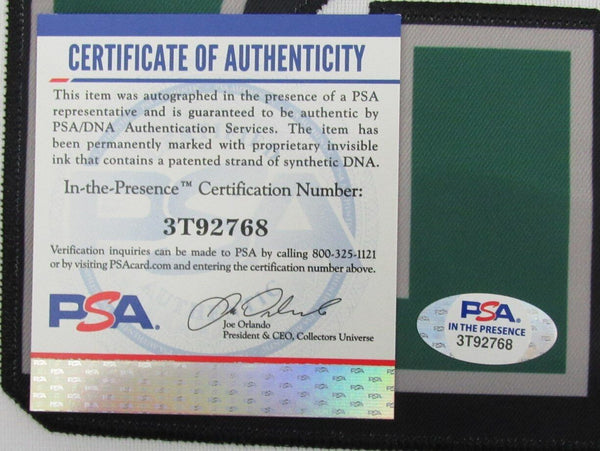 CERTIFICATE OF AUTHENTICITY
This item was autographed in the presence of a PSA
representative and is guaranteed to be authentic by
PSA/DNA Authentication Services. The item has
been permanently marked with proprietary invisible
ink that contains a patented strand of synthetic DNA.
In-the-Presence™ Certification Number:
3T92768
Verification inquiries can be made to PSA by calling 800-325-1121
or by visiting PSAcard.com and entering the certification number above.
PSA.
Joe Orlando
President & CEO, Collectors Universe
PSA
IN THE PRESENCE
3T92768